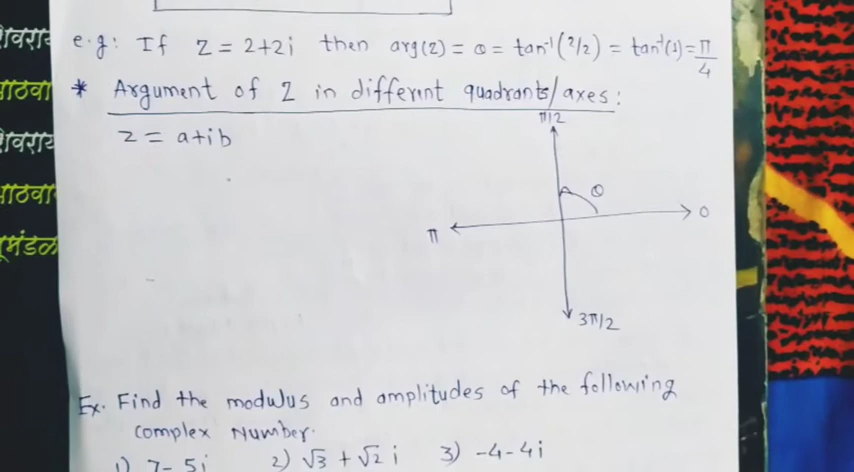 e.g: If z = 2+2i then arg(z) = θ = tan⁻¹(2/2) = tan⁻¹(1) = π/4
* Argument of Z in different quadrants/axes:
z = a+ib
π/2
θ
0
π
3π/2
Ex. Find the modulus and amplitudes of the following
complex Number.
1) 7-5i 2) √3 + √2 i 3) -4-4i